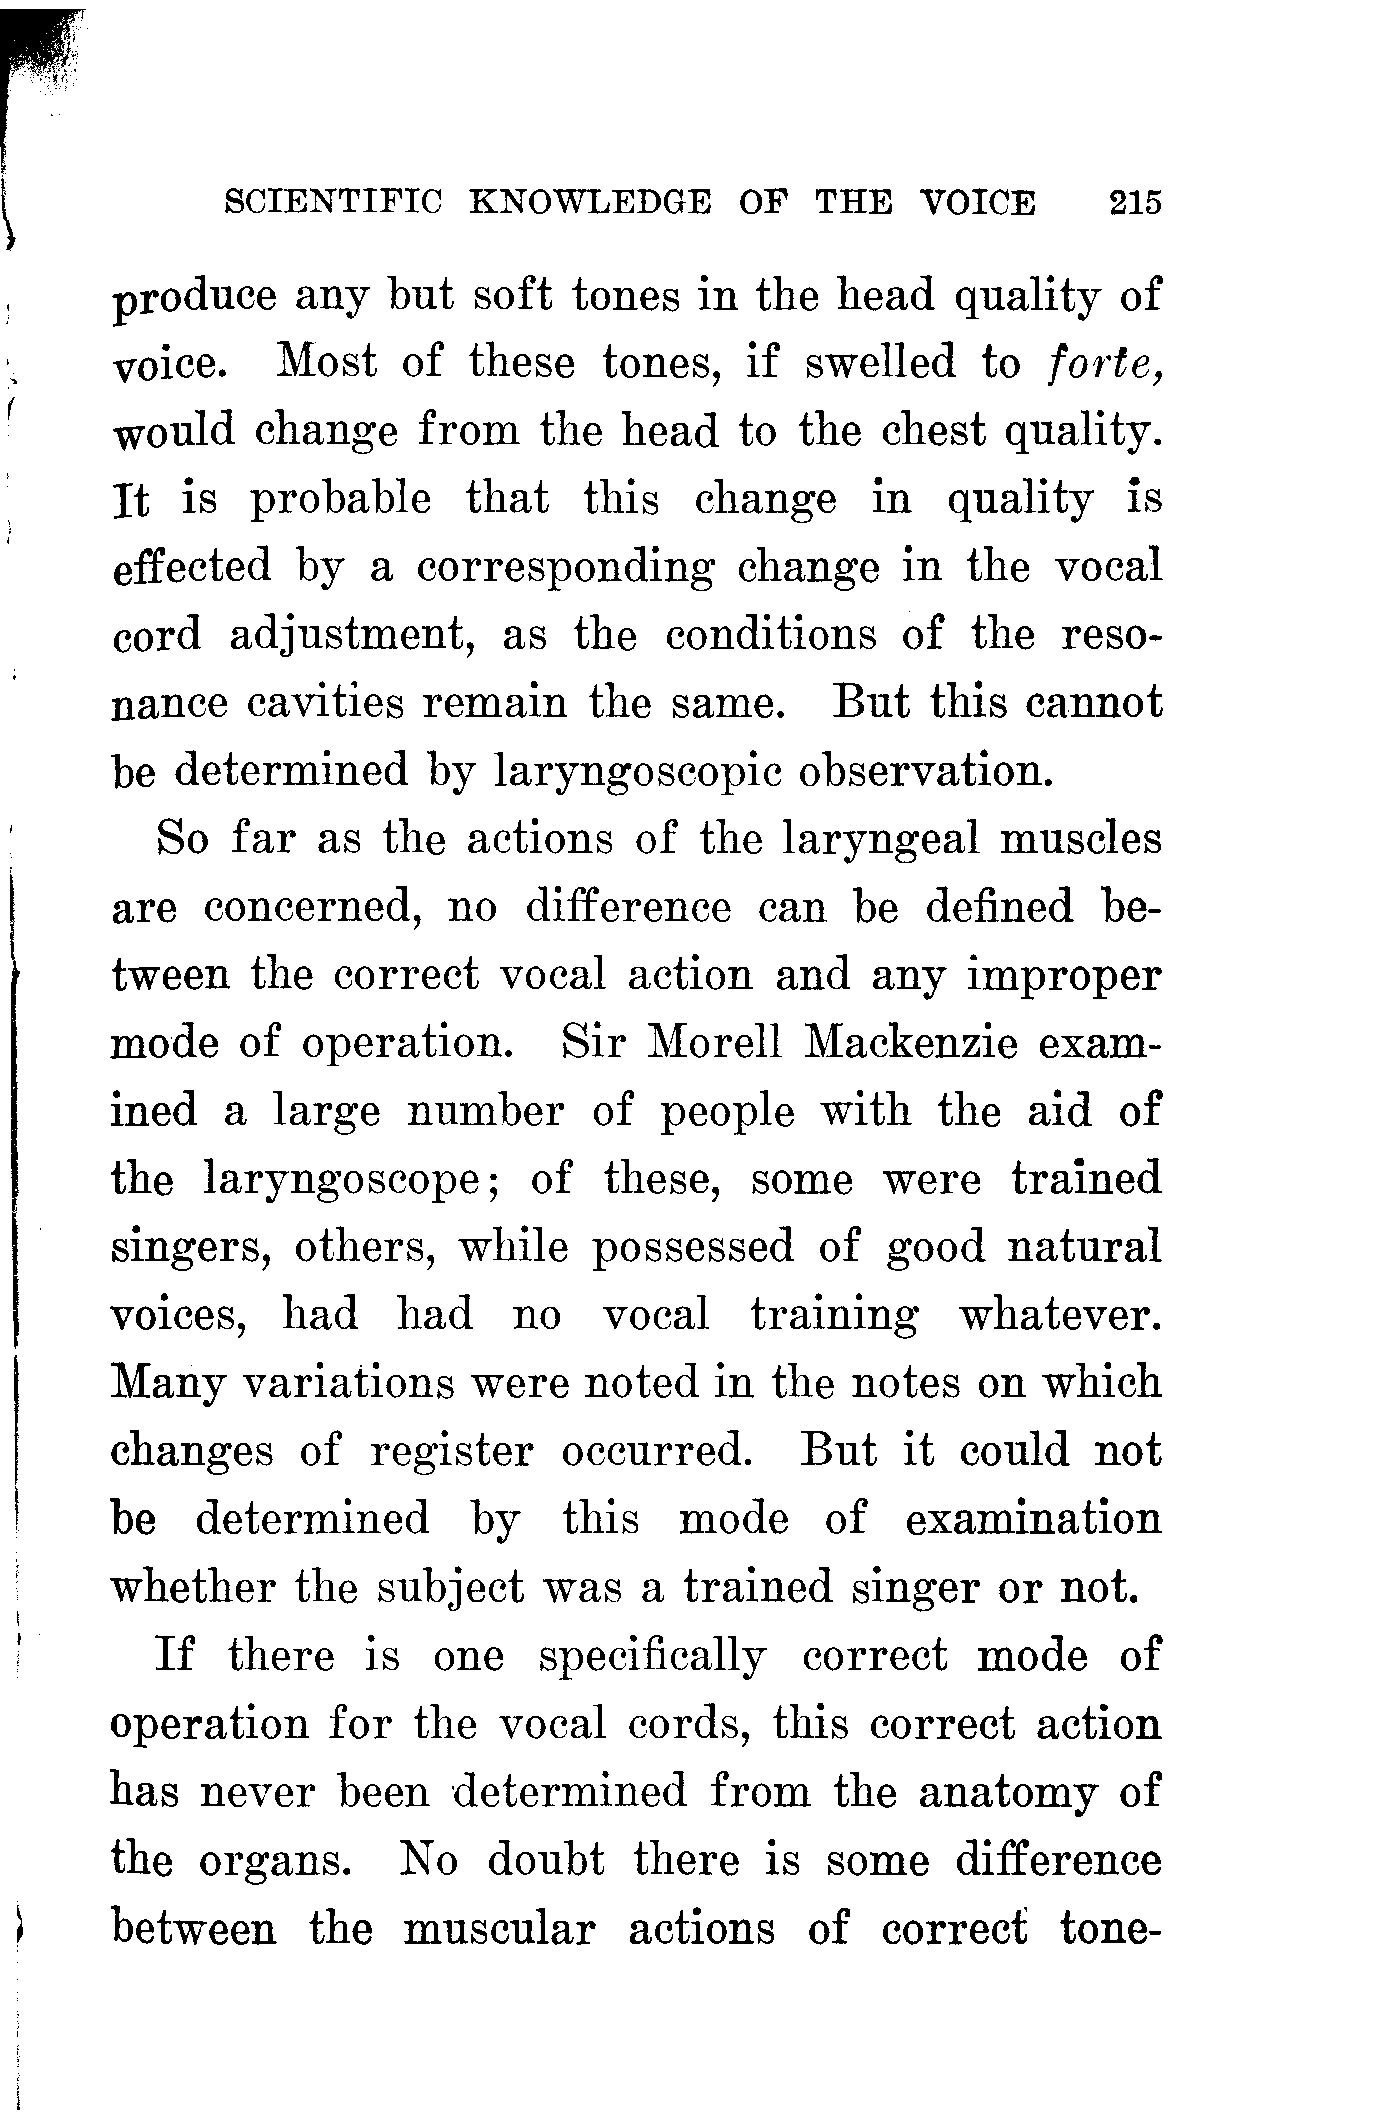 SCIENTIFIC KNOWLEDGE OF THE VOICE 215
produce any but soft tones in the head quality of
voice. Most of these tones, if swelled to forte,
would change from the head to the chest quality.
It is probable that this change in quality is
effected by a corresponding change in the vocal
cord adjustment, as the conditions of the reso-
nance cavities remain the same. But this cannot
be determined by laryngoscopic observation.
So far as the actions of the laryngeal muscles
are concerned, no difference can be defined be-
tween the correct vocal action and any improper
mode of operation. Sir Morell Mackenzie exam-
ined a large number of people with the aid of
the laryngoscope; of these, some were trained
singers, others, while possessed of good natural
voices, had had no vocal training whatever.
Many variations were noted in the notes on which
changes of register occurred. But it could not
be determined by this mode of examination
whether the subject was a trained singer or not.
If there is one specifically correct mode of
operation for the vocal cords, this correct action
has never been determined from the anatomy of
the organs. No doubt there is some difference
between the muscular actions of correct tone-